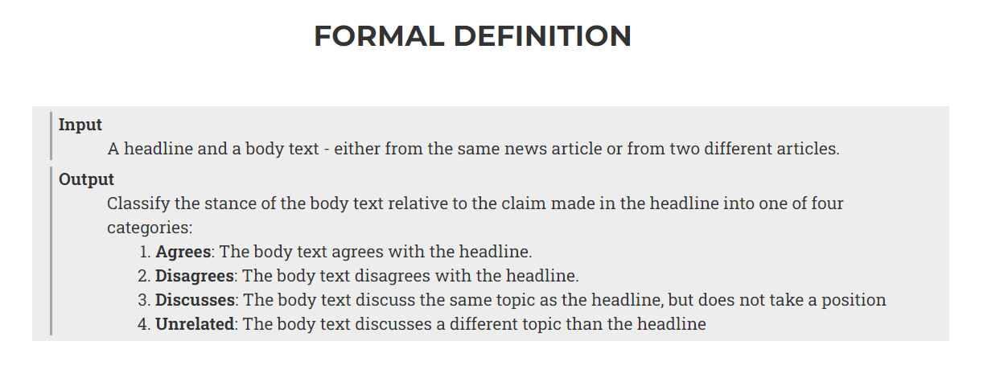 FORMAL DEFINITION
Input
A headline and a body text - either from the same news article or from two different articles.
Output
Classify the stance of the body text relative to the claim made in the headline into one of four
categories:
1. Agrees: The body text agrees with the headline.
2. Disagrees: The body text disagrees with the headline.
3. Discusses: The body text discuss the same topic as the headline, but does not take a position
4. Unrelated: The body text discusses a different topic than the headline